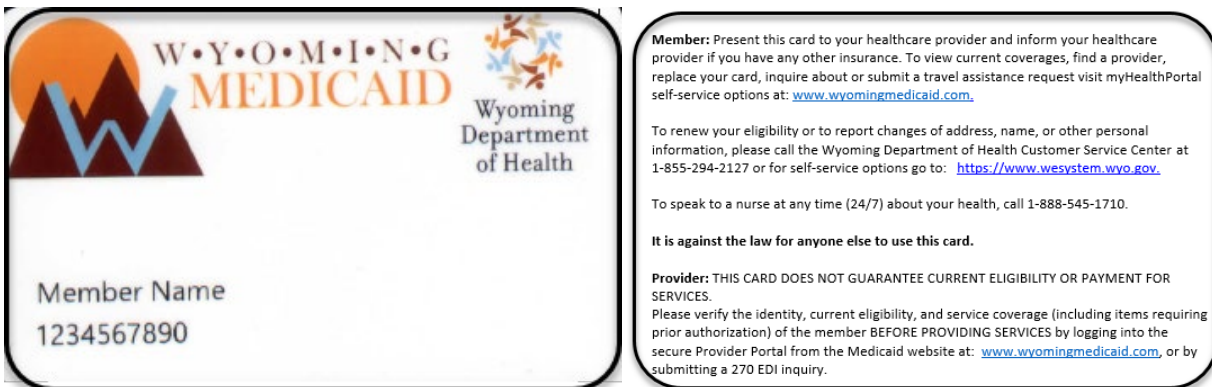 W•Y•O•M•I•N•G
MEDICAID
Wyoming
Department
of Health
Member Name
1234567890
Member: Present this card to your healthcare provider and inform your healthcare
provider if you have any other insurance. To view current coverages, find a provider,
replace your card, inquire about or submit a travel assistance request visit myHealthPortal
self-service options at: www.wyomingmedicaid.com.
To renew your eligibility or to report changes of address, name, or other personal
information, please call the Wyoming Department of Health Customer Service Center at
1-855-294-2127 or for self-service options go to: https://www.wesystem.wyo.gov.
To speak to a nurse at any time (24/7) about your health, call 1-888-545-1710.
It is against the law for anyone else to use this card.
Provider: THIS CARD DOES NOT GUARANTEE CURRENT ELIGIBILITY OR PAYMENT FOR
SERVICES.
Please verify the identity, current eligibility, and service coverage (including items requiring
prior authorization) of the member BEFORE PROVIDING SERVICES by logging into the
secure Provider Portal from the Medicaid website at: www.wyomingmedicaid.com, or by
submitting a 270 EDI inquiry.